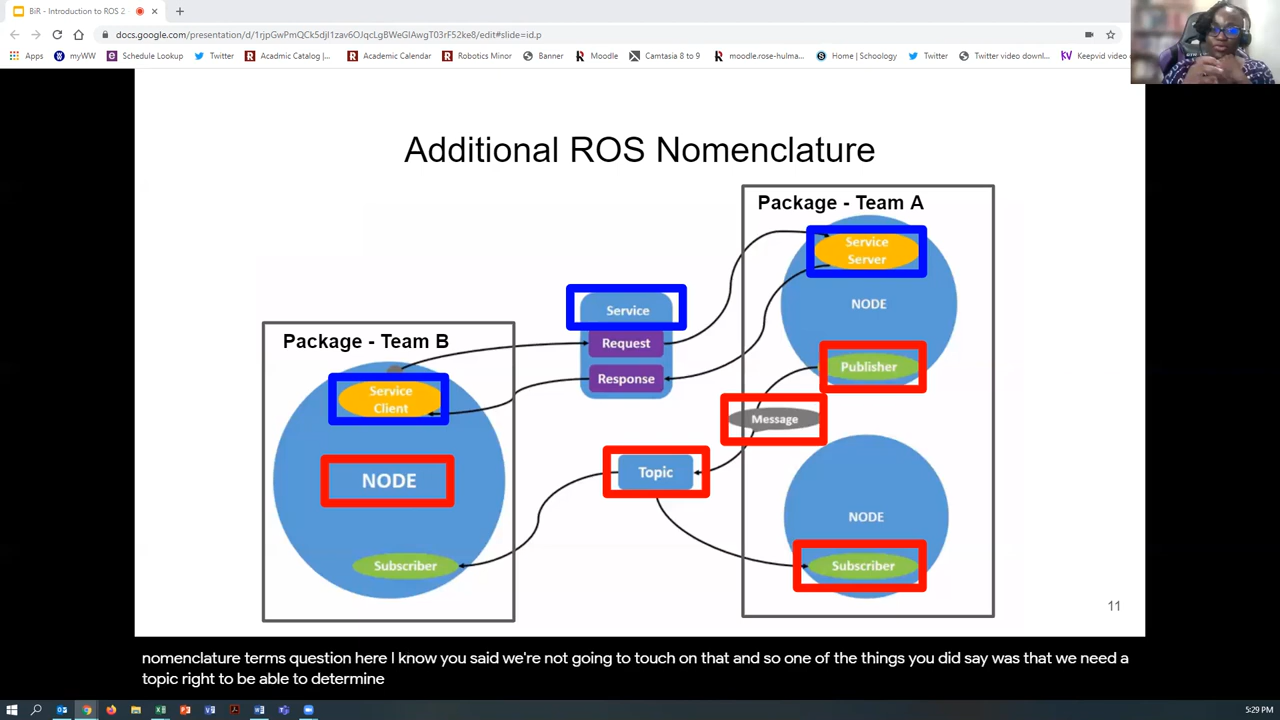 BiR - Introduction to ROS 2 -
docs.google.com/presentation/d/1rjpGwPmQCk5djI1zav6OJqcLgBWeGIAwgT03rF52ke8/edit#slide=id.p
Apps myWW Schedule Lookup Twitter Acadmic Catalog |... Academic Calendar Robotics Minor Banner Moodle Camtasia 8 to 9 moodle.rose-hulma... Home | Schoology Twitter Twitter video downl... Keepvid video
Additional ROS Nomenclature
Package - Team A
Service
Server
NODE
Service
Request
Response
Package - Team B
Service
Client
Publisher
Message
NODE
Topic
NODE
Subscriber
Subscriber
11
nomenclature terms question here I know you said we're not going to touch on that and so one of the things you did say was that we need a
topic right to be able to determine
5:29 PM